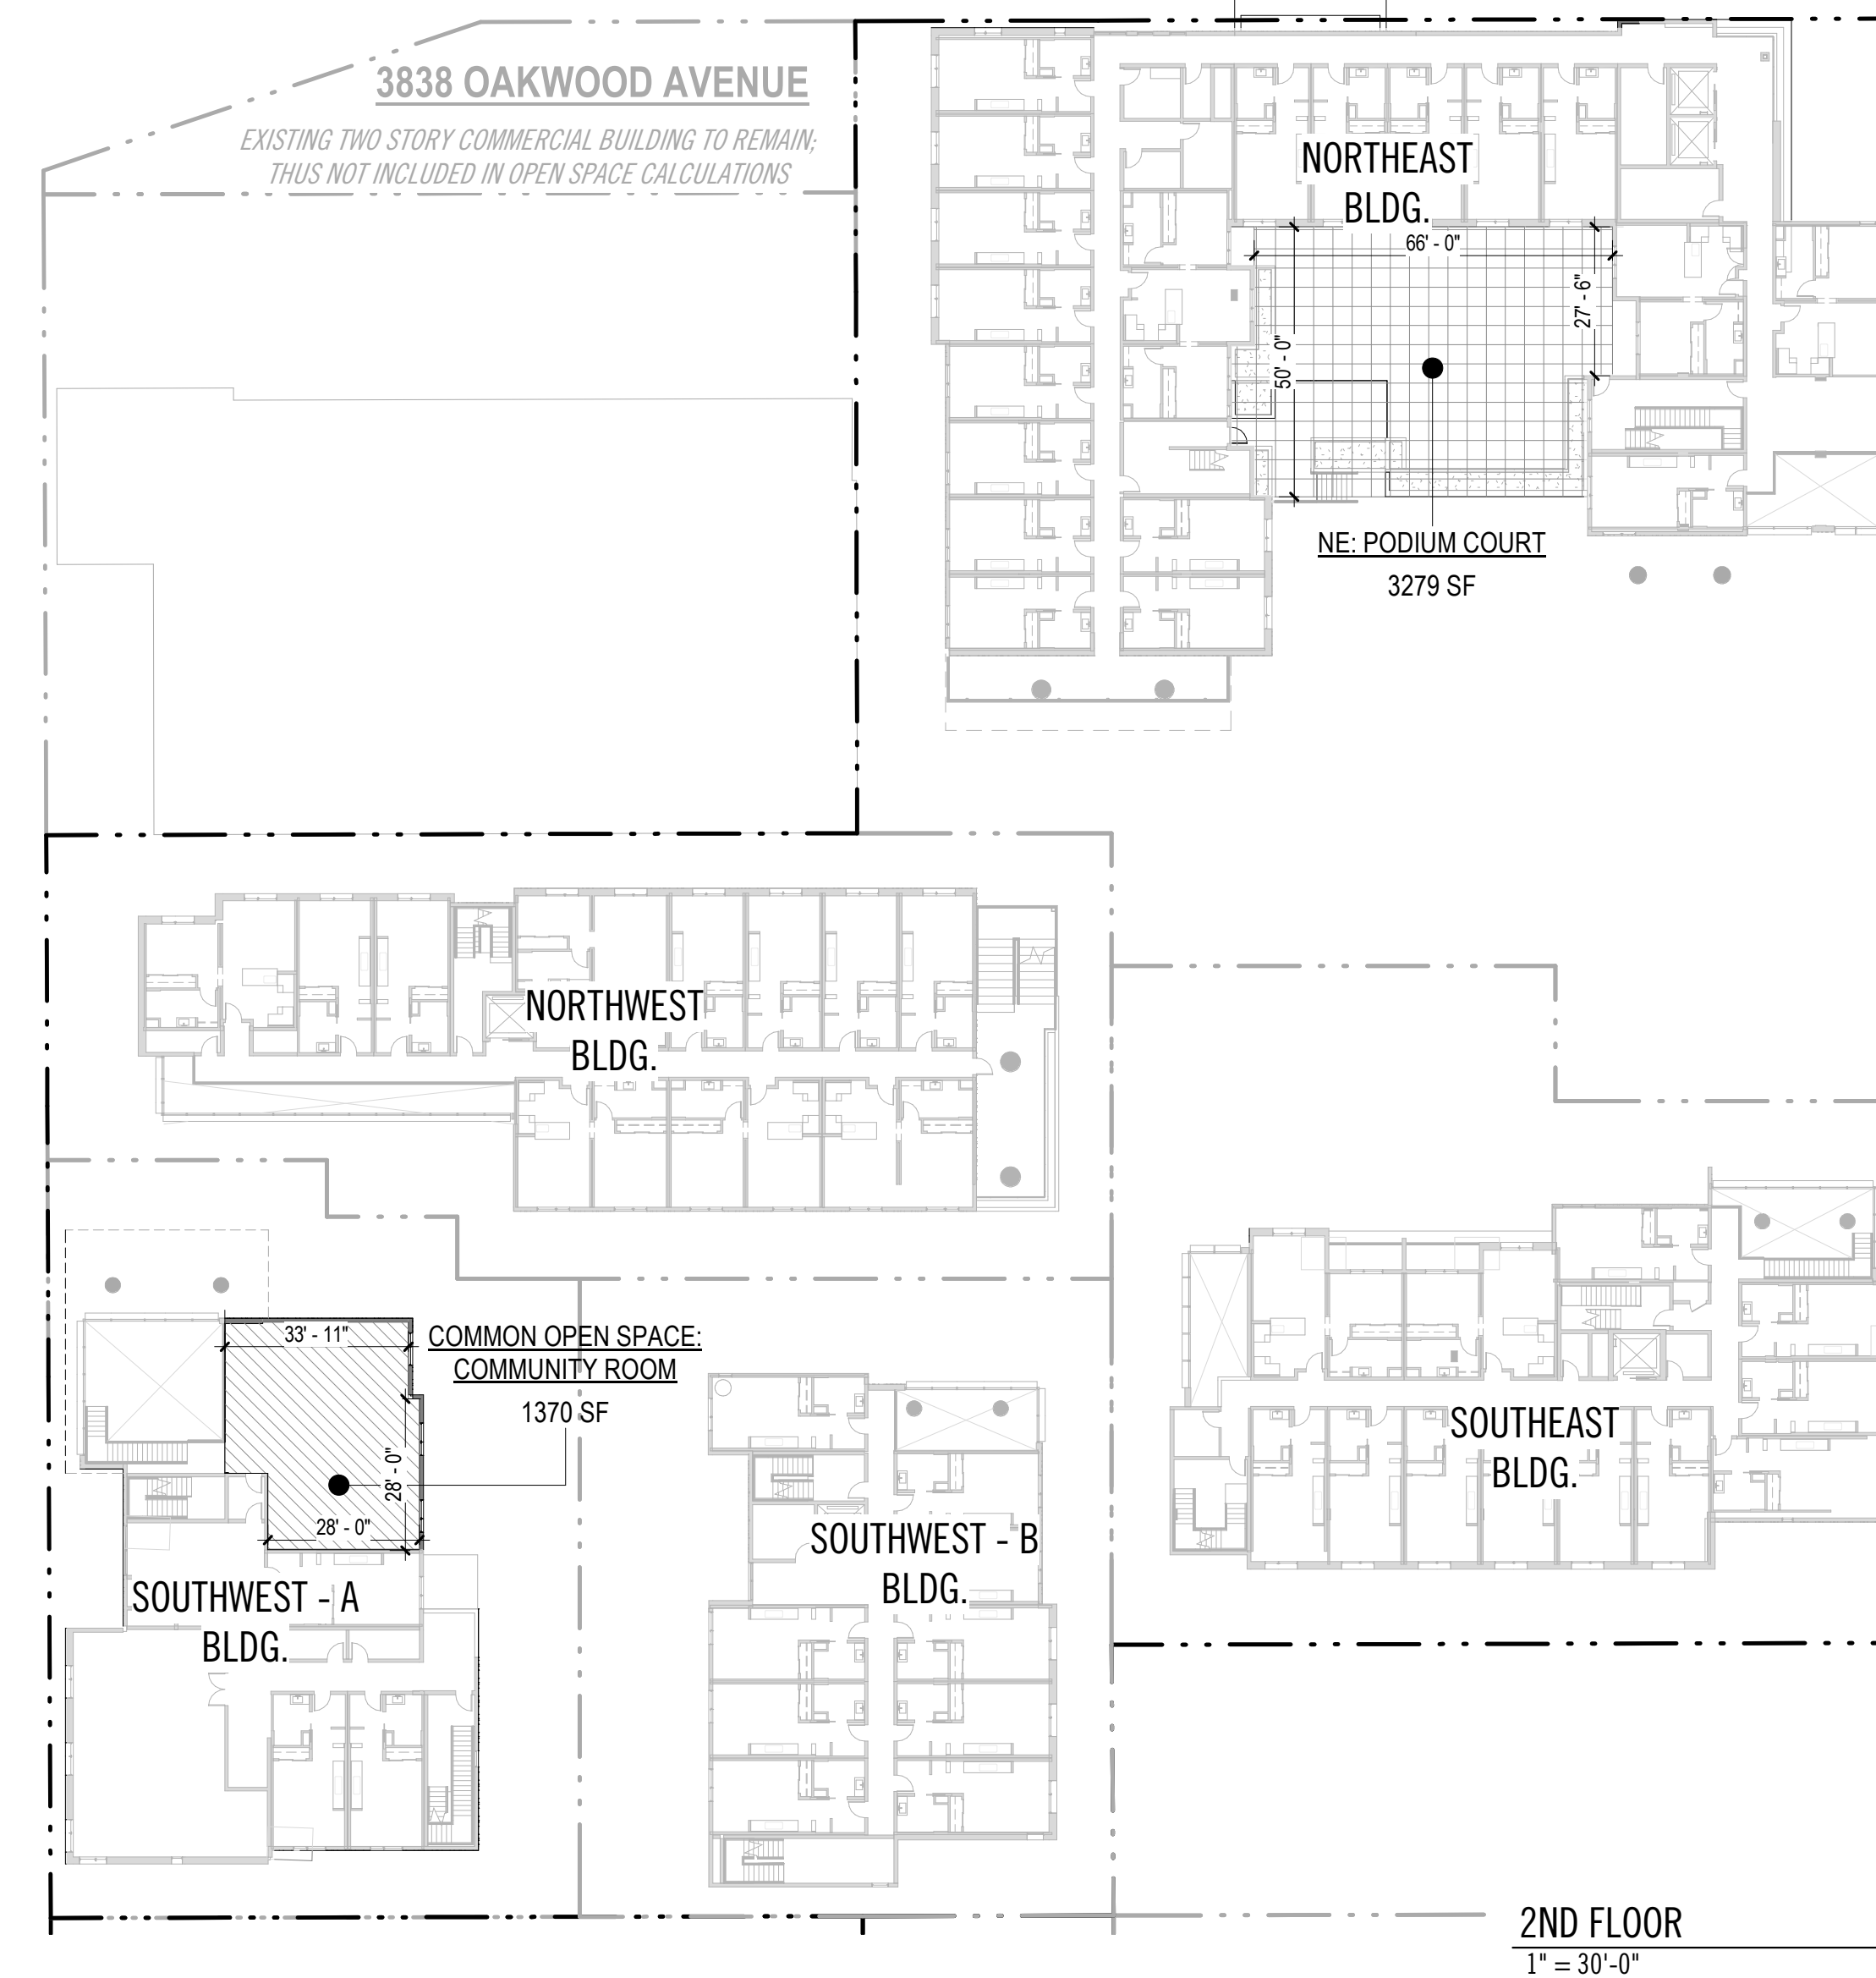 3838 OAKWOOD AVENUE
EXISTING TWO STORY COMMERCIAL BUILDING TO REMAIN;
THUS NOT INCLUDED IN OPEN SPACE CALCULATIONS
NORTHEAST
BLDG.
66' - 0"
27' - 6"
50' - 0"
NE: PODIUM COURT
3279 SF
NORTHWEST
BLDG.
33' - 11"
COMMON OPEN SPACE:
COMMUNITY ROOM
1370 SF
28' - 0"
28' - 0"
SOUTHWEST - A
BLDG.
SOUTHWEST - B
BLDG.
SOUTHEAST
BLDG.
2ND FLOOR
1" = 30'-0"